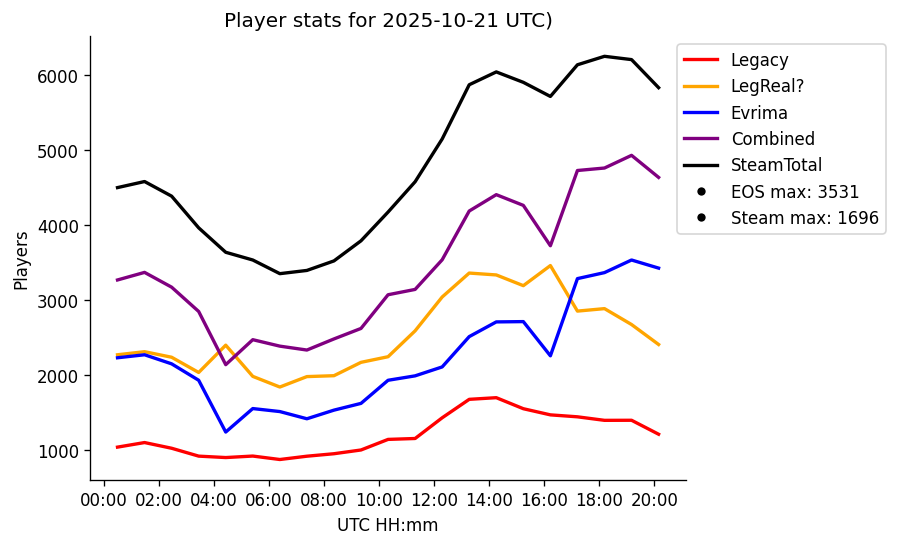 Player stats for 2025-10-21 UTC)
Legacy
LegReal?
Evrima
Combined
SteamTotal
EOS max: 3531
Steam max: 1696
Players
6000
5000
4000
3000
2000
1000
00:00 02:00 04:00 06:00 08:00 10:00 12:00 14:00 16:00 18:00 20:00
UTC HH:mm